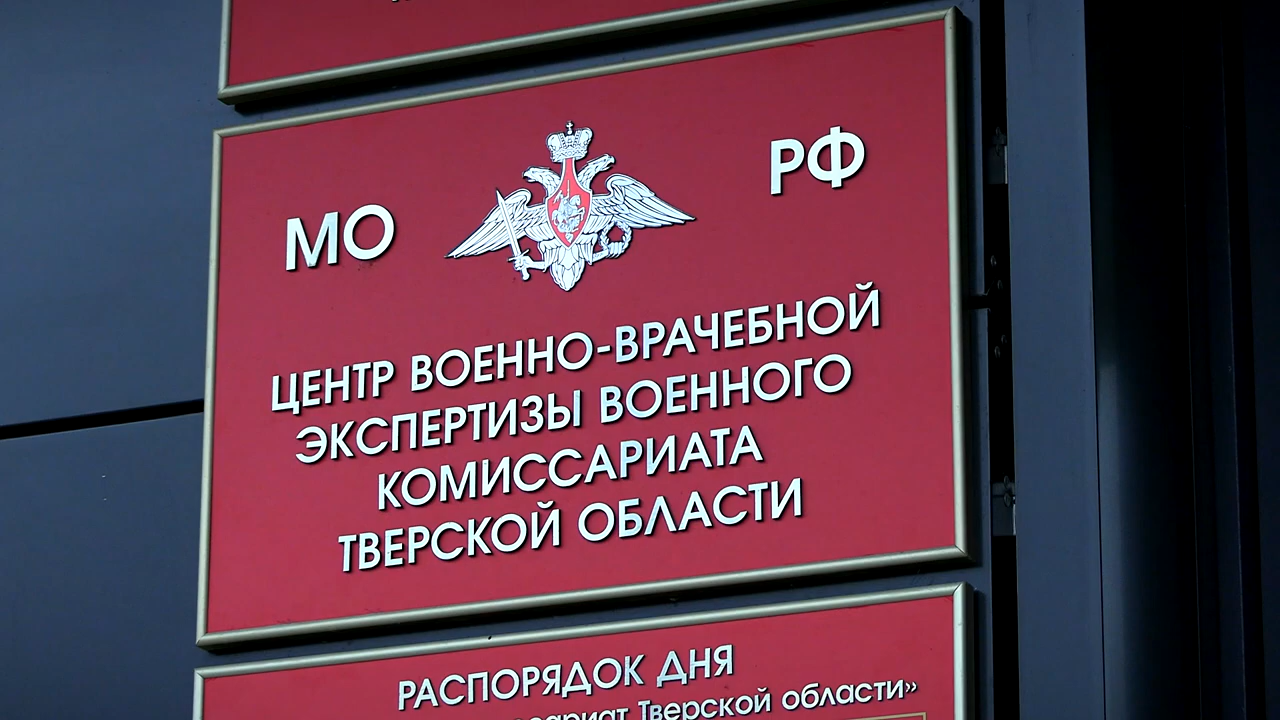 МО РФ
ЦЕНТР ВОЕННО-ВРАЧЕБНОЙ
ЭКСПЕРТИЗЫ ВОЕННОГО
КОМИССАРИАТА
ТВЕРСКОЙ ОБЛАСТИ
РАСПОРЯДОК ДНЯ
Тверской области»